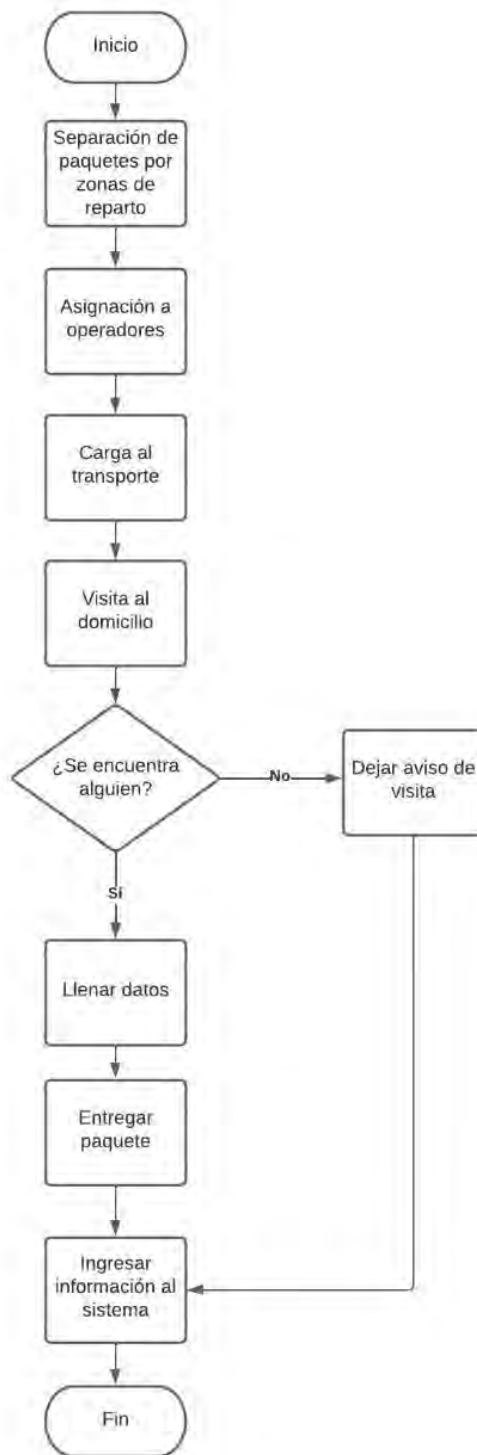 Inicio
Separación de
paquetes por
zonas de
reparto
Asignación a
operadores
Carga al
transporte
Visita al
domicilio
¿Se encuentra
alguien?
No
Dejar aviso de
visita
Sí
Llenar datos
Entregar
paquete
Ingresar
información al
sistema
Fin